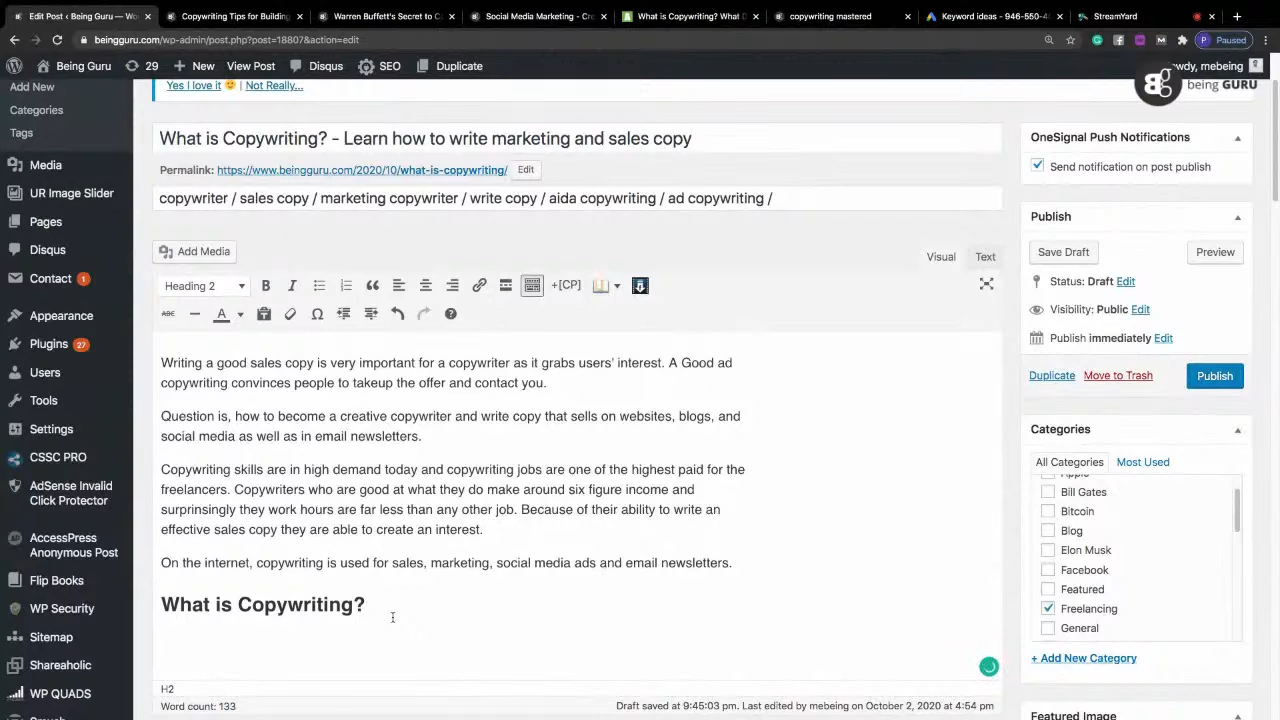 Edit Post ‹ Being Guru — Wor
Copywriting Tips for Building
Warren Buffett's Secret to C
Social Media Marketing - Cre
What is Copywriting? What D
copywriting mastered
Keyword ideas - 946-550-4
StreamYard
beingguru.com/wp-admin/post.php?post=18807&action=edit
Paused
Being Guru
29
New
View Post
Disqus
SEO
Duplicate
wdy, mebeing
being GURU
Add New
Categories
Tags
Media
UR Image Slider
Pages
Disqus
Contact 1
Appearance
Plugins 27
Users
Tools
Settings
CSSC PRO
AdSense Invalid
Click Protector
AccessPress
Anonymous Post
Flip Books
WP Security
Sitemap
Shareaholic
WP QUADS
Yes I love it | Not Really...
What is Copywriting? - Learn how to write marketing and sales copy
Permalink: https://www.beingguru.com/2020/10/what-is-copywriting/ Edit
copywriter / sales copy / marketing copywriter / write copy / aida copywriting / ad copywriting /
Add Media
Visual
Text
Heading 2
B
I
+[CP]
ABC
A
Writing a good sales copy is very important for a copywriter as it grabs users' interest. A Good ad
copywriting convinces people to takeup the offer and contact you.
Question is, how to become a creative copywriter and write copy that sells on websites, blogs, and
social media as well as in email newsletters.
Copywriting skills are in high demand today and copywriting jobs are one of the highest paid for the
freelancers. Copywriters who are good at what they do make around six figure income and
surprinsingly they work hours are far less than any other job. Because of their ability to write an
effective sales copy they are able to create an interest.
On the internet, copywriting is used for sales, marketing, social media ads and email newsletters.
What is Copywriting?
H2
Word count: 133
Draft saved at 9:45:03 pm. Last edited by mebeing on October 2, 2020 at 4:54 pm
OneSignal Push Notifications
Send notification on post publish
Publish
Save Draft
Preview
Status: Draft Edit
Visibility: Public Edit
Publish immediately Edit
Duplicate
Move to Trash
Publish
Categories
All Categories
Most Used
Bill Gates
Bitcoin
Blog
Elon Musk
Facebook
Featured
Freelancing
General
+ Add New Category
Featured Image